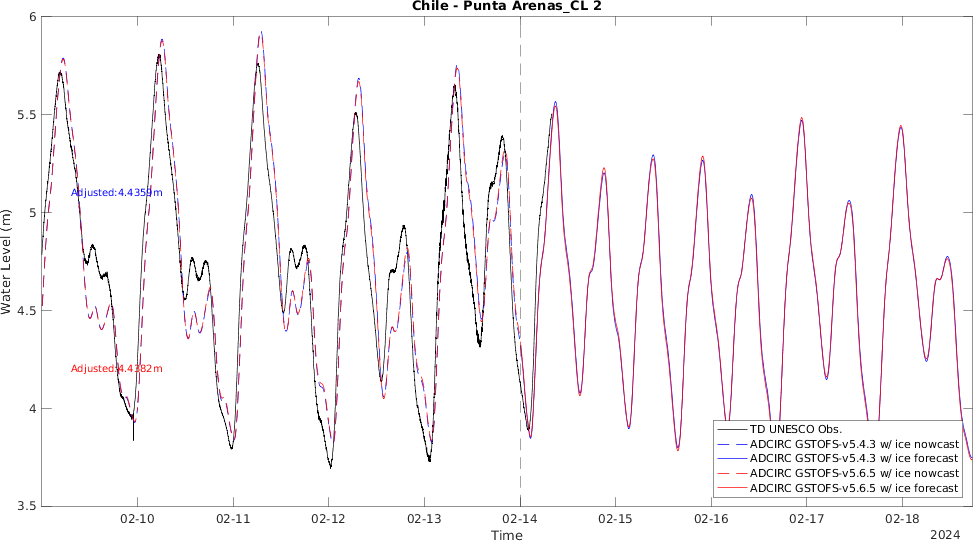 Chile - Punta Arenas_CL 2
6
5.5
5
4.5
4
3.5
Water Level (m)
Adjusted:4.4359m
Adjusted:4.4382m
TD UNESCO Obs.
ADCIRC GSTOFS-v5.4.3 w/ ice nowcast
ADCIRC GSTOFS-v5.4.3 w/ ice forecast
ADCIRC GSTOFS-v5.6.5 w/ ice nowcast
ADCIRC GSTOFS-v5.6.5 w/ ice forecast
02-10 02-11 02-12 02-13 02-14 02-15 02-16 02-17 02-18
Time
2024